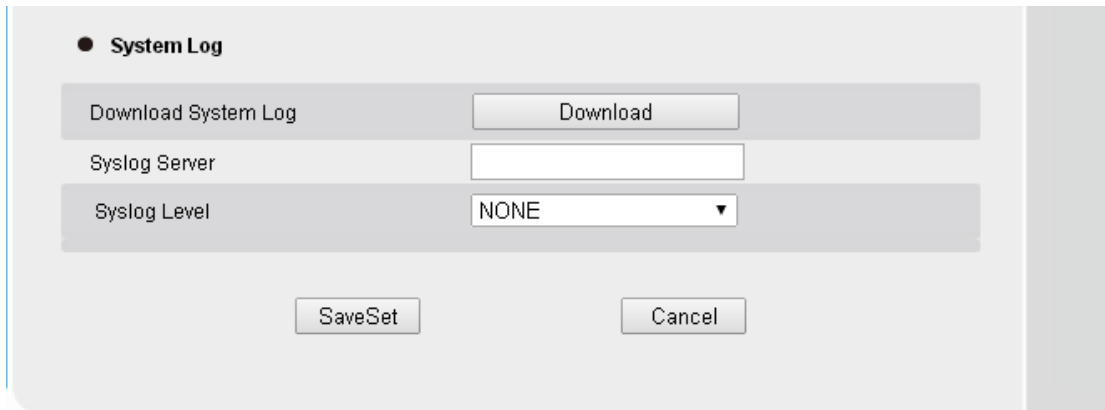 System Log
Download System Log Download
Syslog Server
Syslog Level NONE
SaveSet Cancel